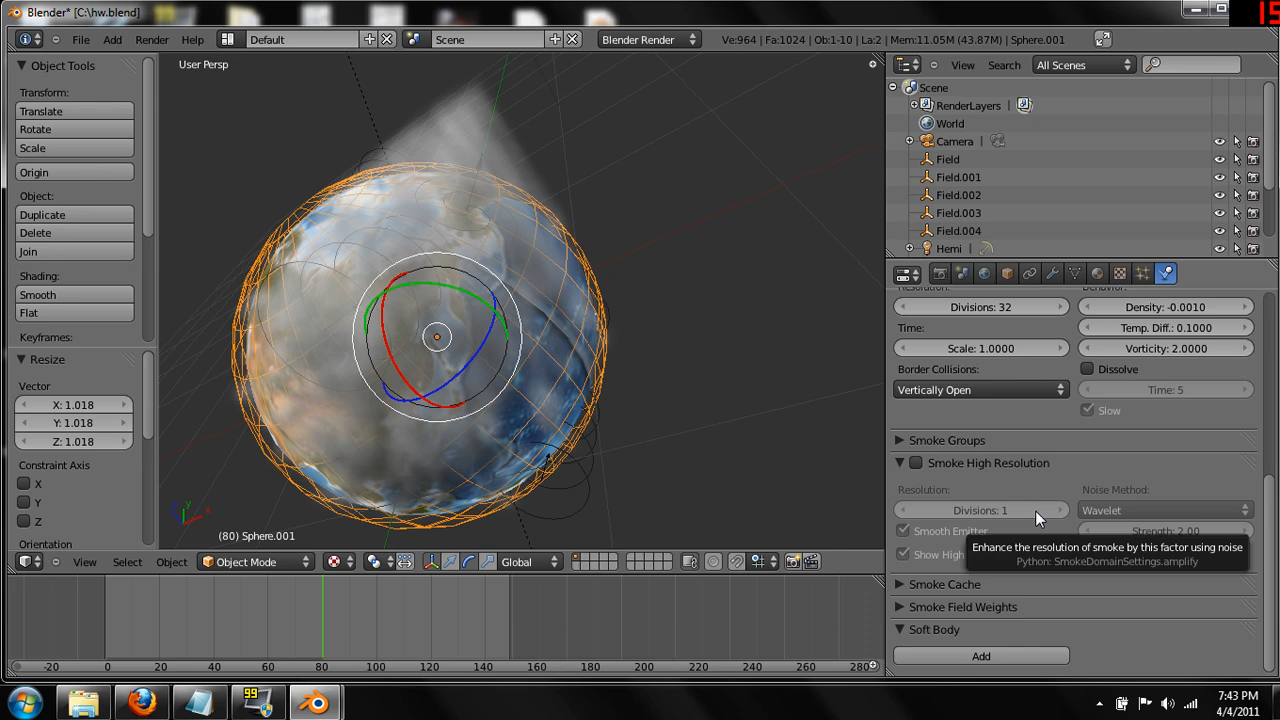 Blender* [C:\hw.blend]
15
File Add Render Help Default Scene Blender Render Ve:964 | Fa:1024 | Ob:1-10 | La:2 | Mem:11.05M (43.87M) | Sphere.001
Object Tools
Transform:
Translate
Rotate
Scale
Origin
Object:
Duplicate
Delete
Join
Shading:
Smooth
Flat
Keyframes:
Resize
Vector
X: 1.018
Y: 1.018
Z: 1.018
Constraint Axis
X
Y
Z
Orientation
User Persp
(80) Sphere.001
View Select Object Object Mode Global
-20 0 20 40 60 80 100 120 140 160 180 200 220 240 260 280
View Search All Scenes
Scene
RenderLayers
World
Camera
Field
Field.001
Field.002
Field.003
Field.004
Hemi
Resolution: Behavior:
Divisions: 32 Density: -0.0010
Time: Temp. Diff.: 0.1000
Scale: 1.0000 Vorticity: 2.0000
Border Collisions: Dissolve
Vertically Open Time: 5
Slow
Smoke Groups
Smoke High Resolution
Resolution: Noise Method:
Divisions: 1 Wavelet
Smooth Emitter Strength: 2.00
Show High
Enhance the resolution of smoke by this factor using noise
Python: SmokeDomainSettings.amplify
Smoke Cache
Smoke Field Weights
Soft Body
Add
99
7:43 PM
4/4/2011